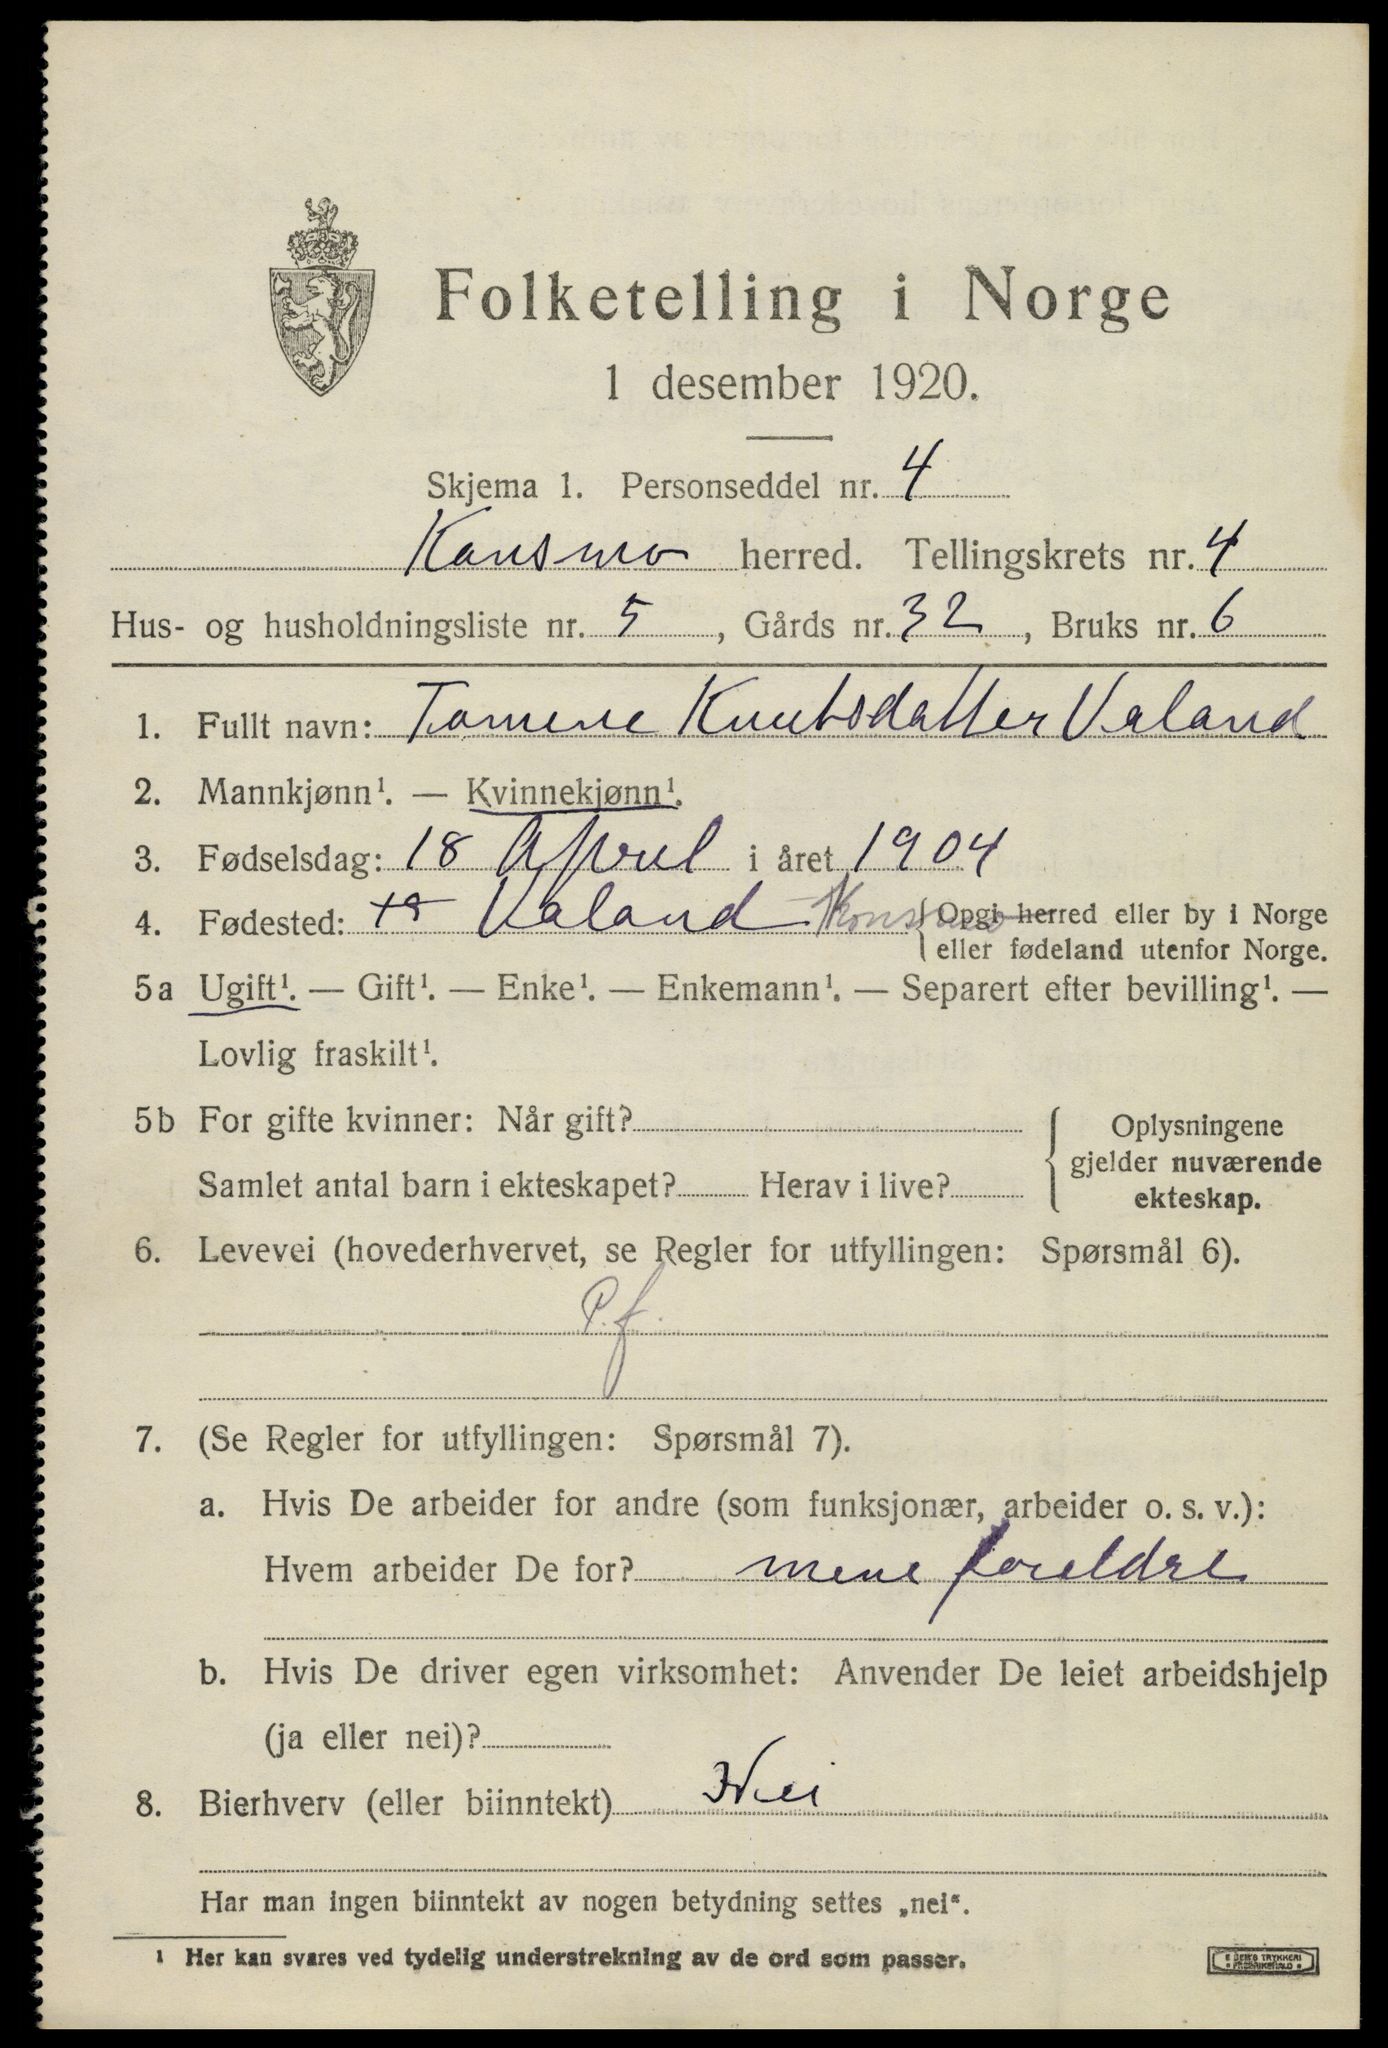 Folketelling i Norge
1 desember 1920.
Skjema 1. Personseddel nr. 4
Konsmo herred. Tellingskrets nr. 4
Hus- og husholdningsliste nr. 5, Gårds nr. 32, Bruks nr. 6
1. Fullt navn: Tomene Knutsdatter Valand
2. Mannkjønn¹. — Kvinnekjønn¹.
3. Fødselsdag: 18 April i året 1904
4. Fødested: Valand Konsmo {Opgi herred eller by i Norge
eller fødeland utenfor Norge.
5a Ugift¹. — Gift¹. — Enke¹. — Enkemann¹. — Separert efter bevilling¹. —
Lovlig fraskilt¹.
5b For gifte kvinner: Når gift?
Samlet antal barn i ekteskapet? Herav i live?
{Oplysningene
gjelder nuværende
ekteskap.
6. Levevei (hovederhvervet, se Regler for utfyllingen: Spørsmål 6).
P.f.
7. (Se Regler for utfyllingen: Spørsmål 7).
a. Hvis De arbeider for andre (som funksjonær, arbeider o. s. v.):
Hvem arbeider De for? mene foreldre
b. Hvis De driver egen virksomhet: Anvender De leiet arbeidshjelp
(ja eller nei)?
8. Bierhverv (eller biinntekt) Nei
Har man ingen biinntekt av nogen betydning settes „nei“.
¹ Her kan svares ved tydelig understrekning av de ord som passer.
E SEM'S TRYKKERI
FREDRIKSHALD